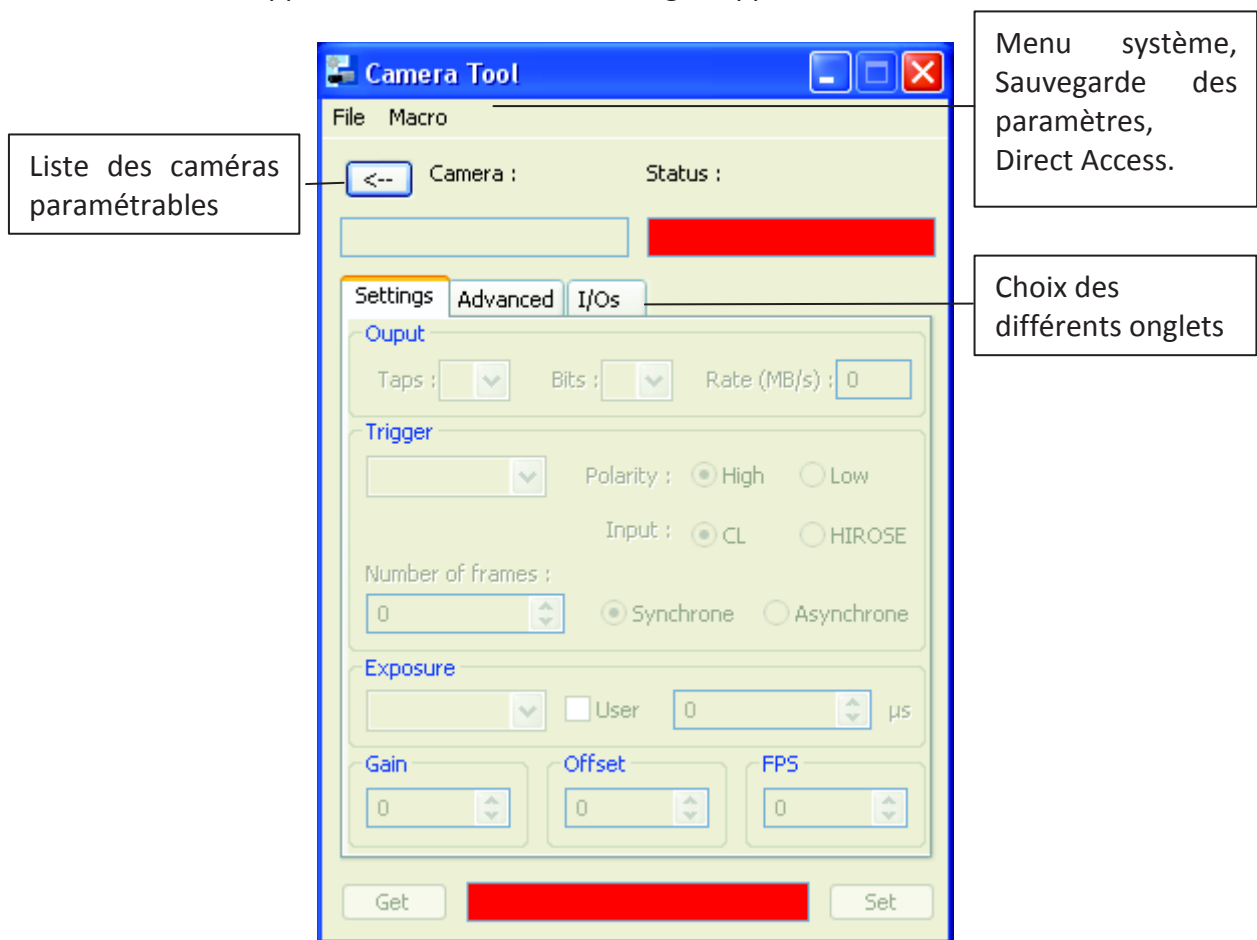 Camera Tool
File Macro
Menu système,
Sauvegarde des
paramètres,
Direct Access.
Liste des caméras
paramétrables
<-- Camera : Status :
Settings Advanced I/Os
Choix des
différents onglets
Ouput
Taps : Bits : Rate (MB/s) : 0
Trigger
Polarity : High Low
Input : CL HIROSE
Number of frames :
0 Synchrone Asynchrone
Exposure
User 0 µs
Gain Offset FPS
0 0 0
Get Set